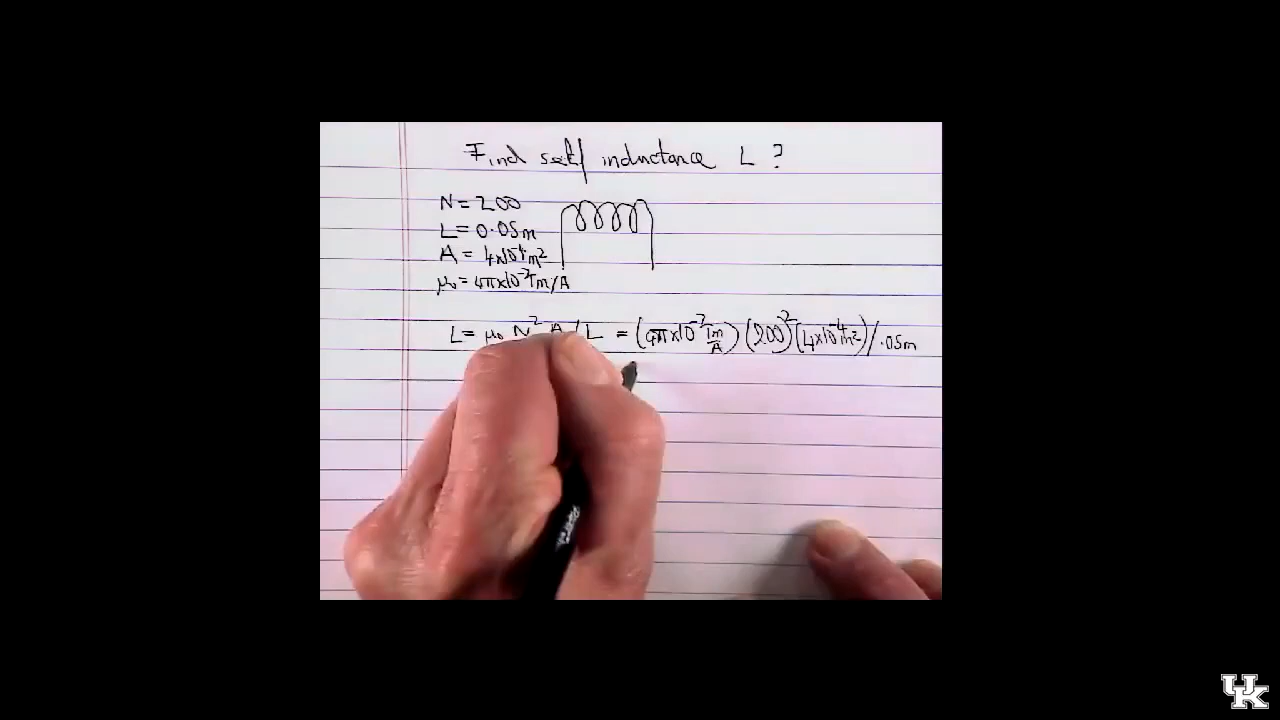 Find self inductance L ?
N = 200
L = 0.05m
A = 4x10⁻⁴m²
μ₀ = 4πx10⁻⁷Tm/A
L = μ₀ N² A / L = (4πx10⁻⁷ Tm/A) (200)² (4x10⁻⁴m²) / .05m
UK